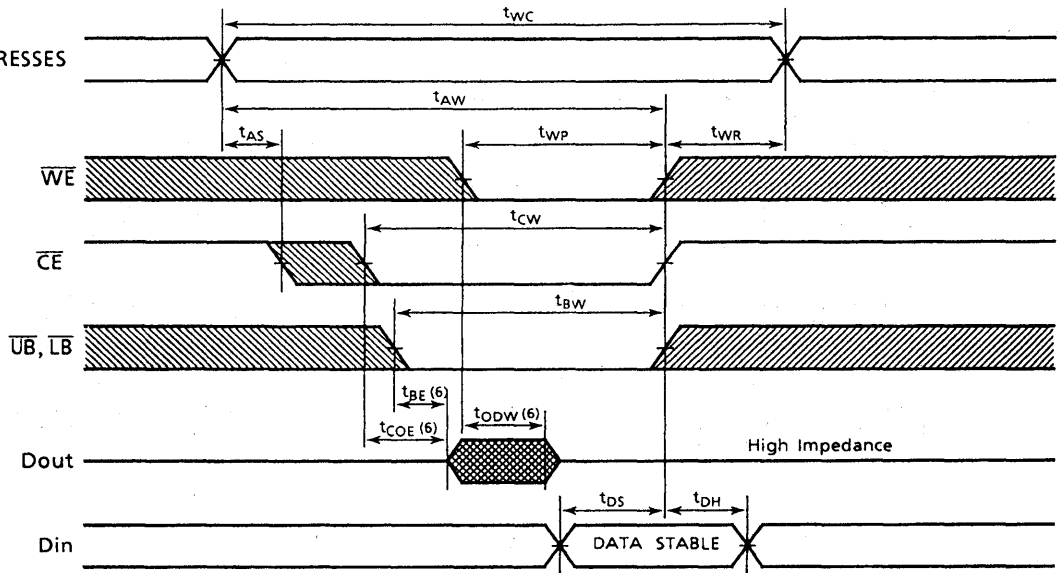 tWC
RESSES
tAW
tAS
tWP
tWR
WE
tCW
CE
tBW
UB, LB
tBE (6)
tODW (6)
tCOE (6)
Dout
High Impedance
tDS
tDH
Din
DATA STABLE